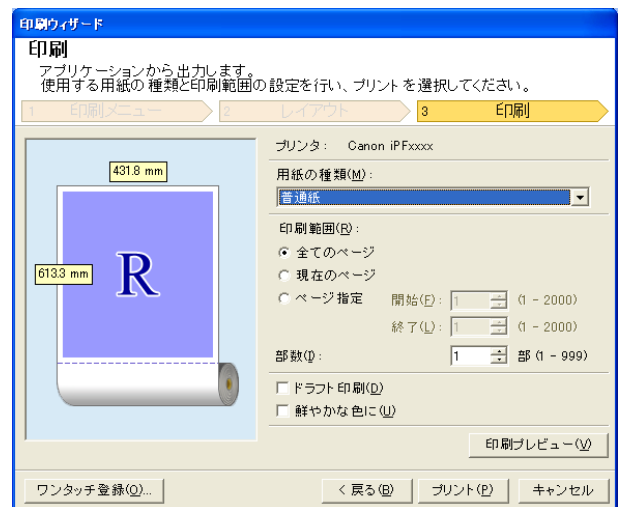 印刷ウィザード
印刷
アプリケーションから出力します。
使用する用紙の種類と印刷範囲の設定を行い、プリントを選択してください。
1 印刷メニュー 2 レイアウト 3 印刷
プリンタ： Canon iPFxxxx
431.8 mm
用紙の種類(M)：
普通紙
印刷範囲(R)：
全てのページ
613.3 mm
R
現在のページ
ページ指定 開始(F)： 1 (1 - 2000)
終了(L)： 1 (1 - 2000)
部数(I)： 1 部 (1 - 999)
ドラフト印刷(D)
鮮やかな色に(U)
印刷プレビュー(V)
ワンタッチ登録(O)... < 戻る(B) プリント(P) キャンセル